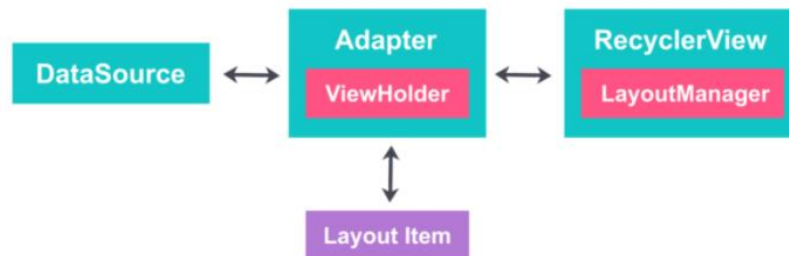 Adapter
RecyclerView
DataSource
ViewHolder
LayoutManager
Layout Item